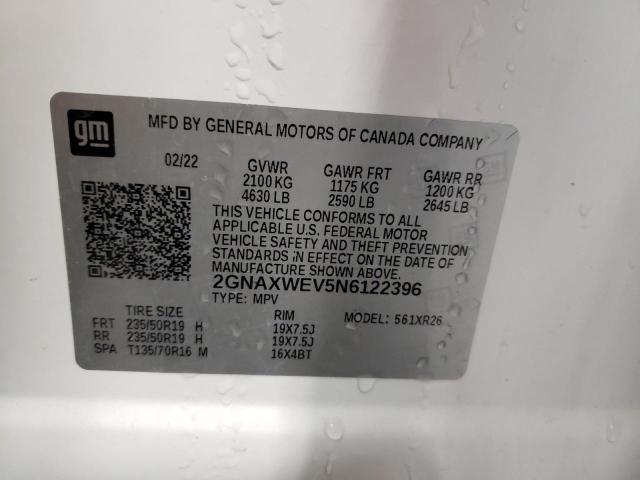 gm
MFD BY GENERAL MOTORS OF CANADA COMPANY
02/22 GVWR GAWR FRT GAWR RR
2100 KG 1175 KG 1200 KG
4630 LB 2590 LB 2645 LB
THIS VEHICLE CONFORMS TO ALL
APPLICABLE U.S. FEDERAL MOTOR
VEHICLE SAFETY AND THEFT PREVENTION
STANDARDS IN EFFECT ON THE DATE OF
MANUFACTURE SHOWN ABOVE.
2GNAXWEV5N6122396
TYPE: MPV
TIRE SIZE RIM MODEL: 561XR26
FRT 235/50R19 H 19X7.5J
RR 235/50R19 H 19X7.5J
SPA T135/70R16 M 16X4BT